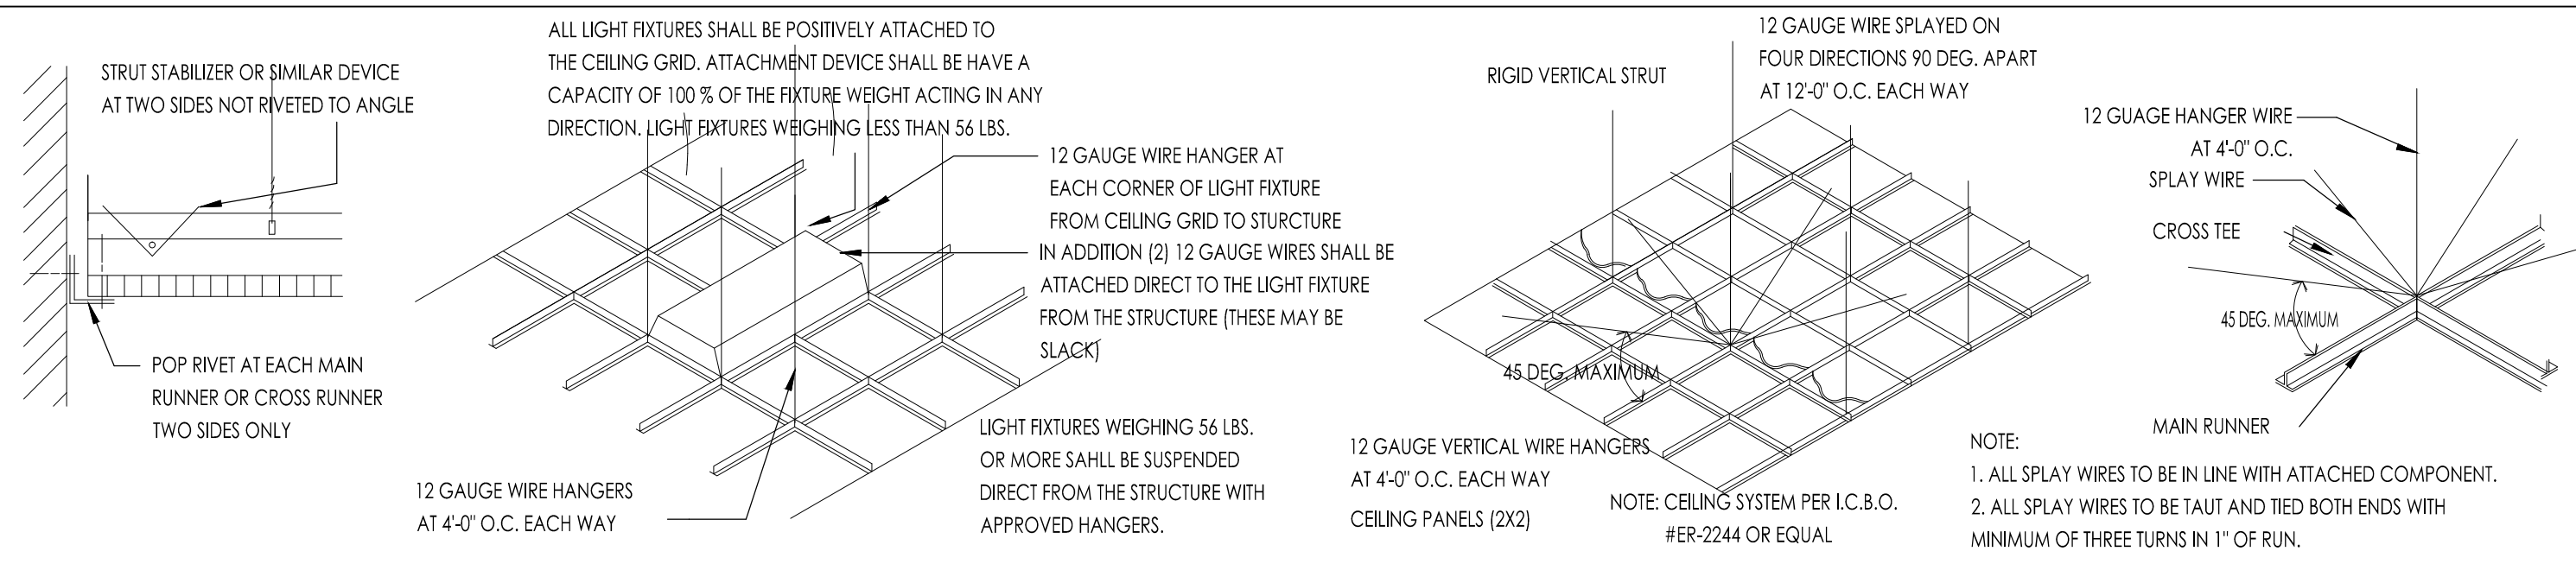 STRUT STABILIZER OR SIMILAR DEVICE
AT TWO SIDES NOT RIVETED TO ANGLE
POP RIVET AT EACH MAIN
RUNNER OR CROSS RUNNER
TWO SIDES ONLY
ALL LIGHT FIXTURES SHALL BE POSITIVELY ATTACHED TO
THE CEILING GRID. ATTACHMENT DEVICE SHALL BE HAVE A
CAPACITY OF 100 % OF THE FIXTURE WEIGHT ACTING IN ANY
DIRECTION. LIGHT FIXTURES WEIGHING LESS THAN 56 LBS.
12 GAUGE WIRE HANGER AT
EACH CORNER OF LIGHT FIXTURE
FROM CEILING GRID TO STURCTURE
IN ADDITION (2) 12 GAUGE WIRES SHALL BE
ATTACHED DIRECT TO THE LIGHT FIXTURE
FROM THE STRUCTURE (THESE MAY BE
SLACK)
12 GAUGE WIRE HANGERS
AT 4'-0" O.C. EACH WAY
LIGHT FIXTURES WEIGHING 56 LBS.
OR MORE SAHLL BE SUSPENDED
DIRECT FROM THE STRUCTURE WITH
APPROVED HANGERS.
RIGID VERTICAL STRUT
12 GAUGE WIRE SPLAYED ON
FOUR DIRECTIONS 90 DEG. APART
AT 12'-0" O.C. EACH WAY
45 DEG. MAXIMUM
12 GAUGE VERTICAL WIRE HANGERS
AT 4'-0" O.C. EACH WAY
CEILING PANELS (2X2)
NOTE: CEILING SYSTEM PER I.C.B.O.
#ER-2244 OR EQUAL
12 GUAGE HANGER WIRE
AT 4'-0" O.C.
SPLAY WIRE
CROSS TEE
45 DEG. MAXIMUM
MAIN RUNNER
NOTE:
1. ALL SPLAY WIRES TO BE IN LINE WITH ATTACHED COMPONENT.
2. ALL SPLAY WIRES TO BE TAUT AND TIED BOTH ENDS WITH
MINIMUM OF THREE TURNS IN 1" OF RUN.